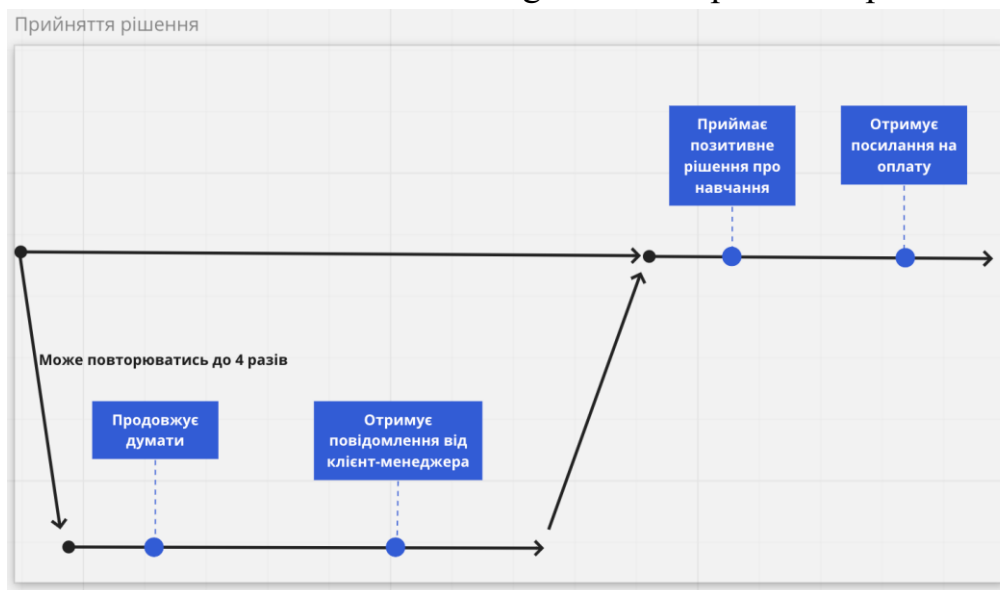 Прийняття рішення
Приймає
позитивне
рішення про
навчання
Отримує
посилання на
оплату
Може повторюватись до 4 разів
Продовжує
думати
Отримує
повідомлення від
клієнт-менеджера